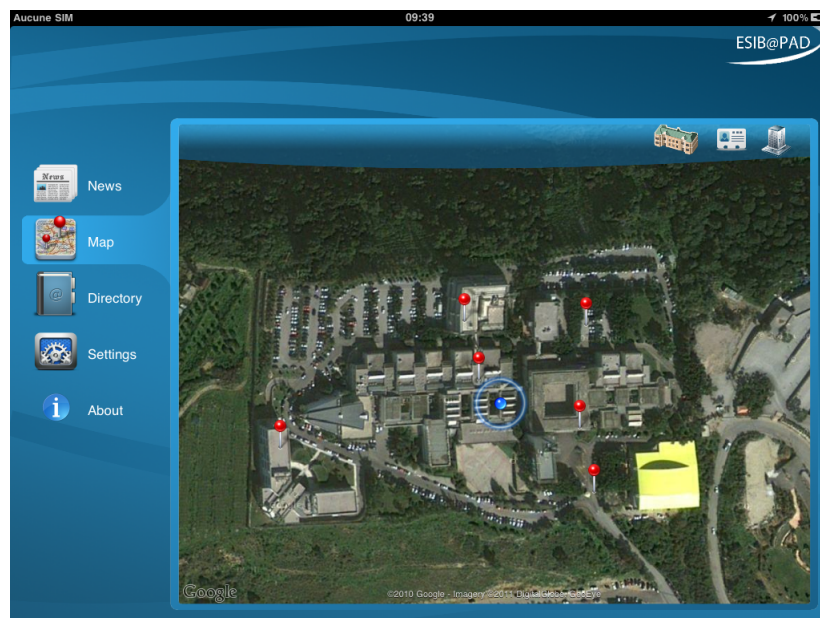 Aucune SIM 09:39 100%
ESIB@PAD
News
News
Map
@
Directory
Settings
i
About
Google
©2010 Google - Imagery ©2011 DigitalGlobe, GeoEye